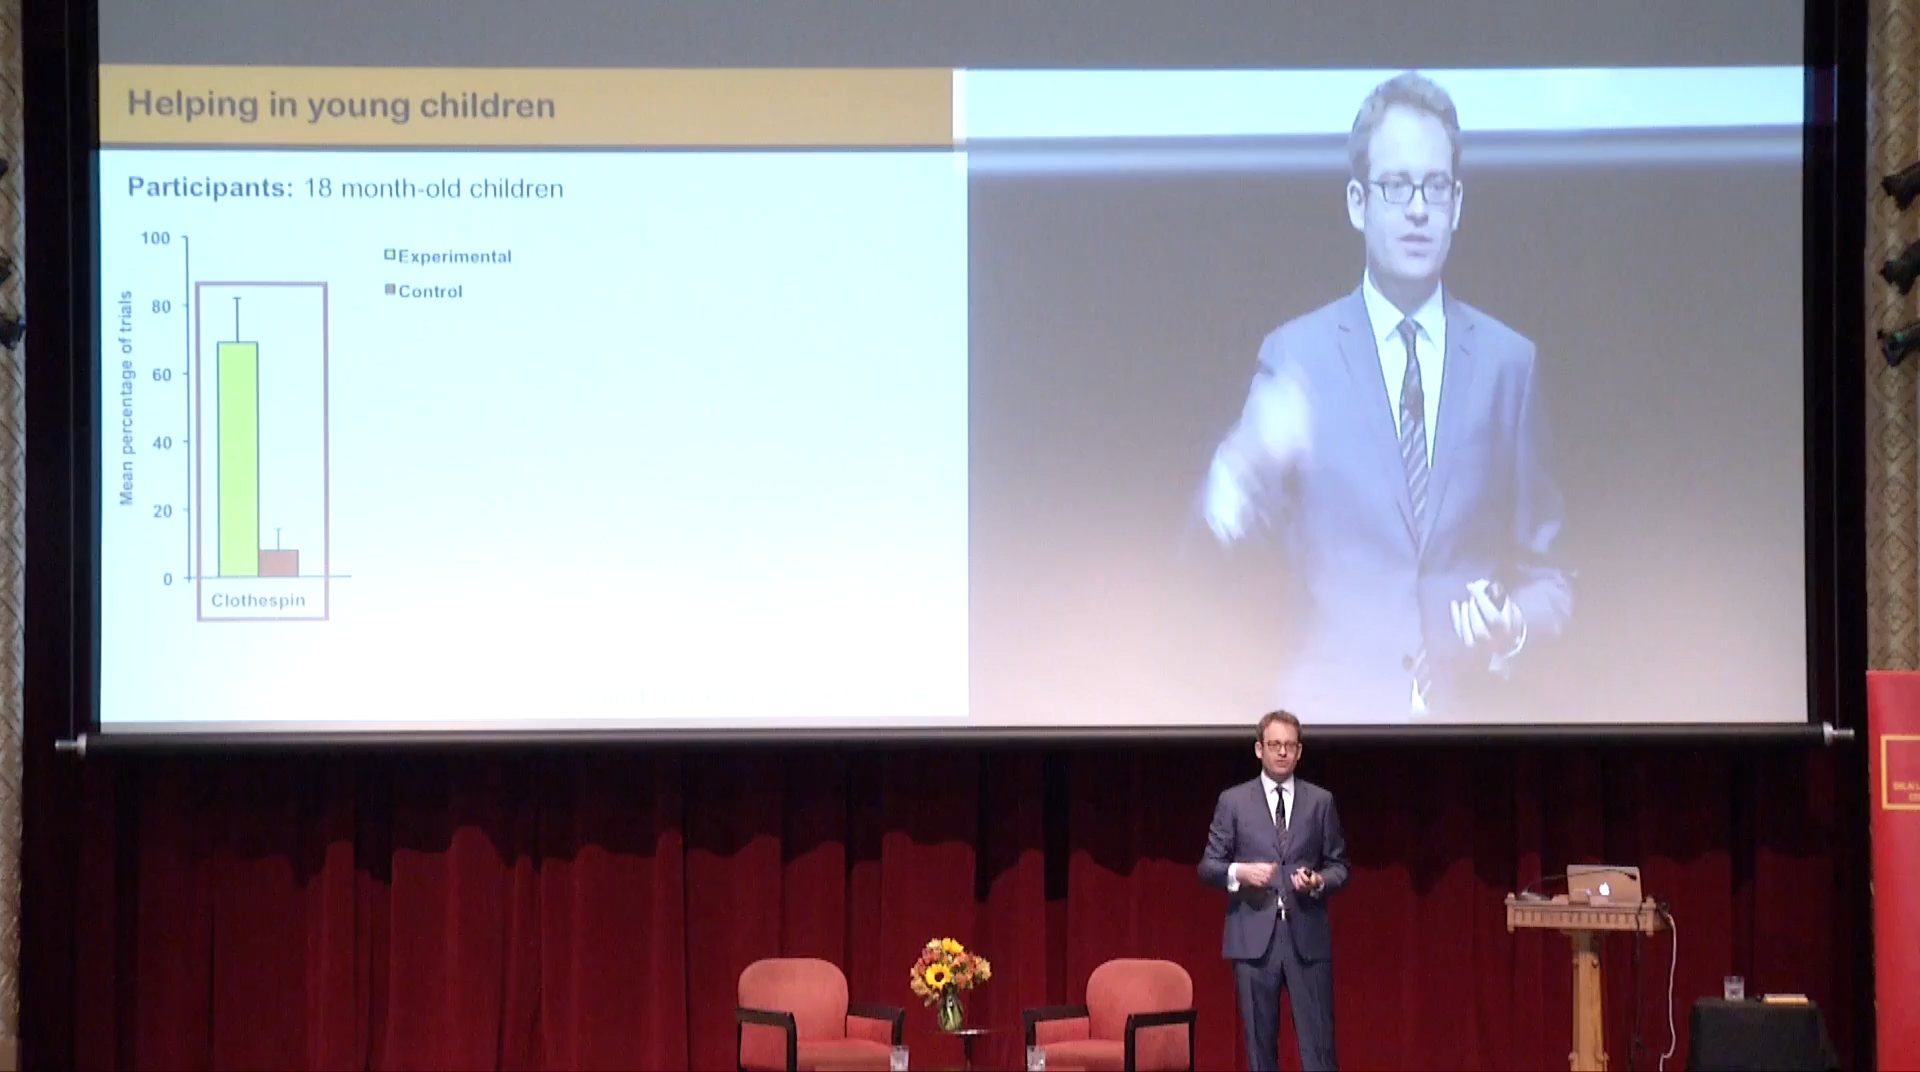 Helping in young children
Participants: 18 month-old children
Mean percentage of trials
100
80
60
40
20
0
Experimental
Control
Clothespin